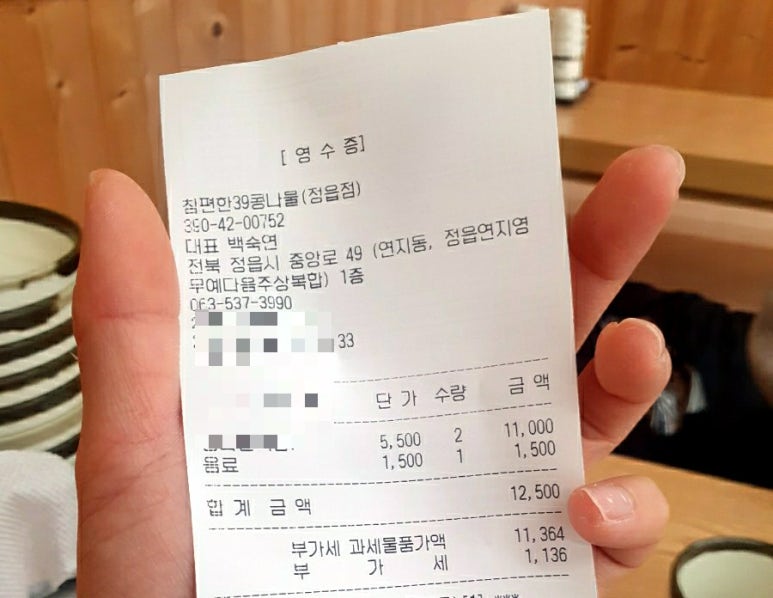 [ 영 수 증]
침편한39콩나물(정읍점)
390-42-00752
대표 백숙연
전북 정읍시 중앙로 49 (연지동, 정읍연지영
무예다음주상복합) 1층
063-537-3990
33
단 가 수량 금 액
5,500 2 11,000
음료 1,500 1 1,500
합 계 금 액 12,500
부가세 과세물품가액 11,364
부 가 세 1,136